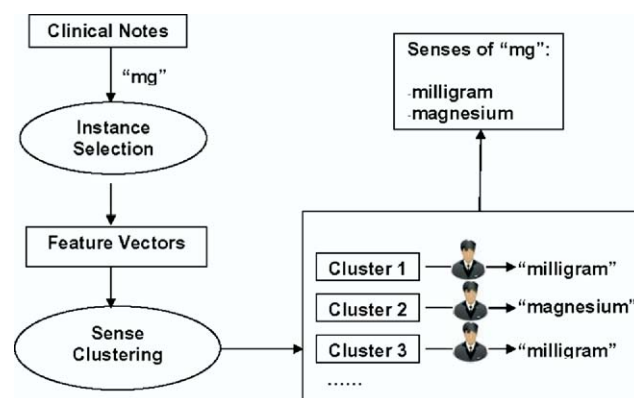 Clinical Notes
“mg”
Instance
Selection
Feature Vectors
Sense
Clustering
Senses of “mg”:
-milligram
-magnesium
Cluster 1
“milligram”
Cluster 2
“magnesium”
Cluster 3
“milligram”
......